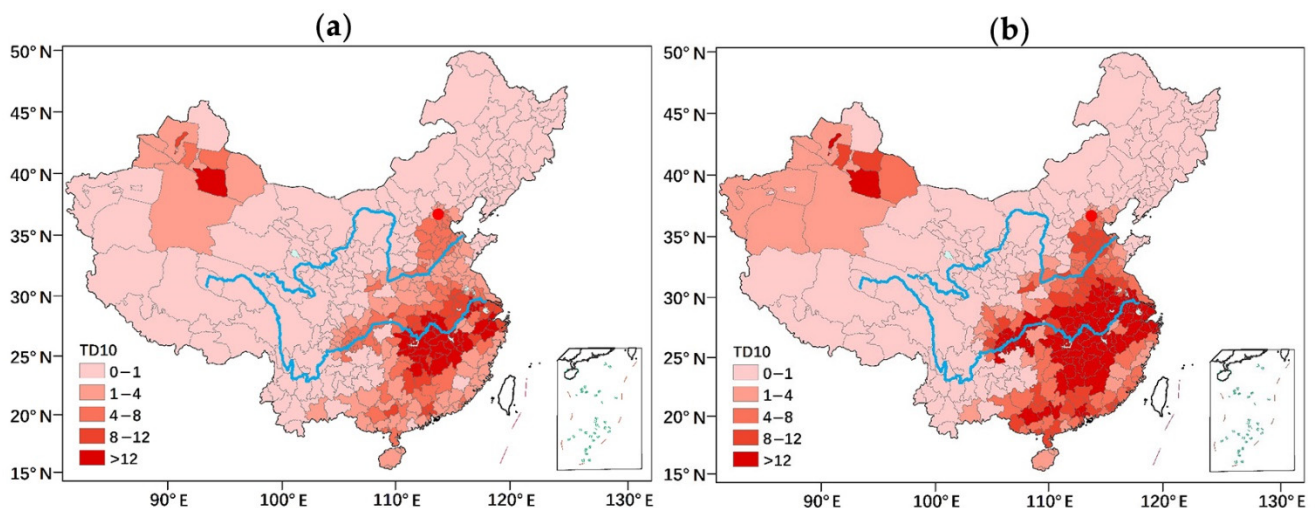 (a)
50° N
45° N
40° N
35° N
30° N
25° N
20° N
15° N
TD10
0–1
1–4
4–8
8–12
>12
90° E
100° E
110° E
120° E
130° E
(b)
50° N
45° N
40° N
35° N
30° N
25° N
20° N
15° N
TD10
0–1
1–4
4–8
8–12
>12
90° E
100° E
110° E
120° E
130° E